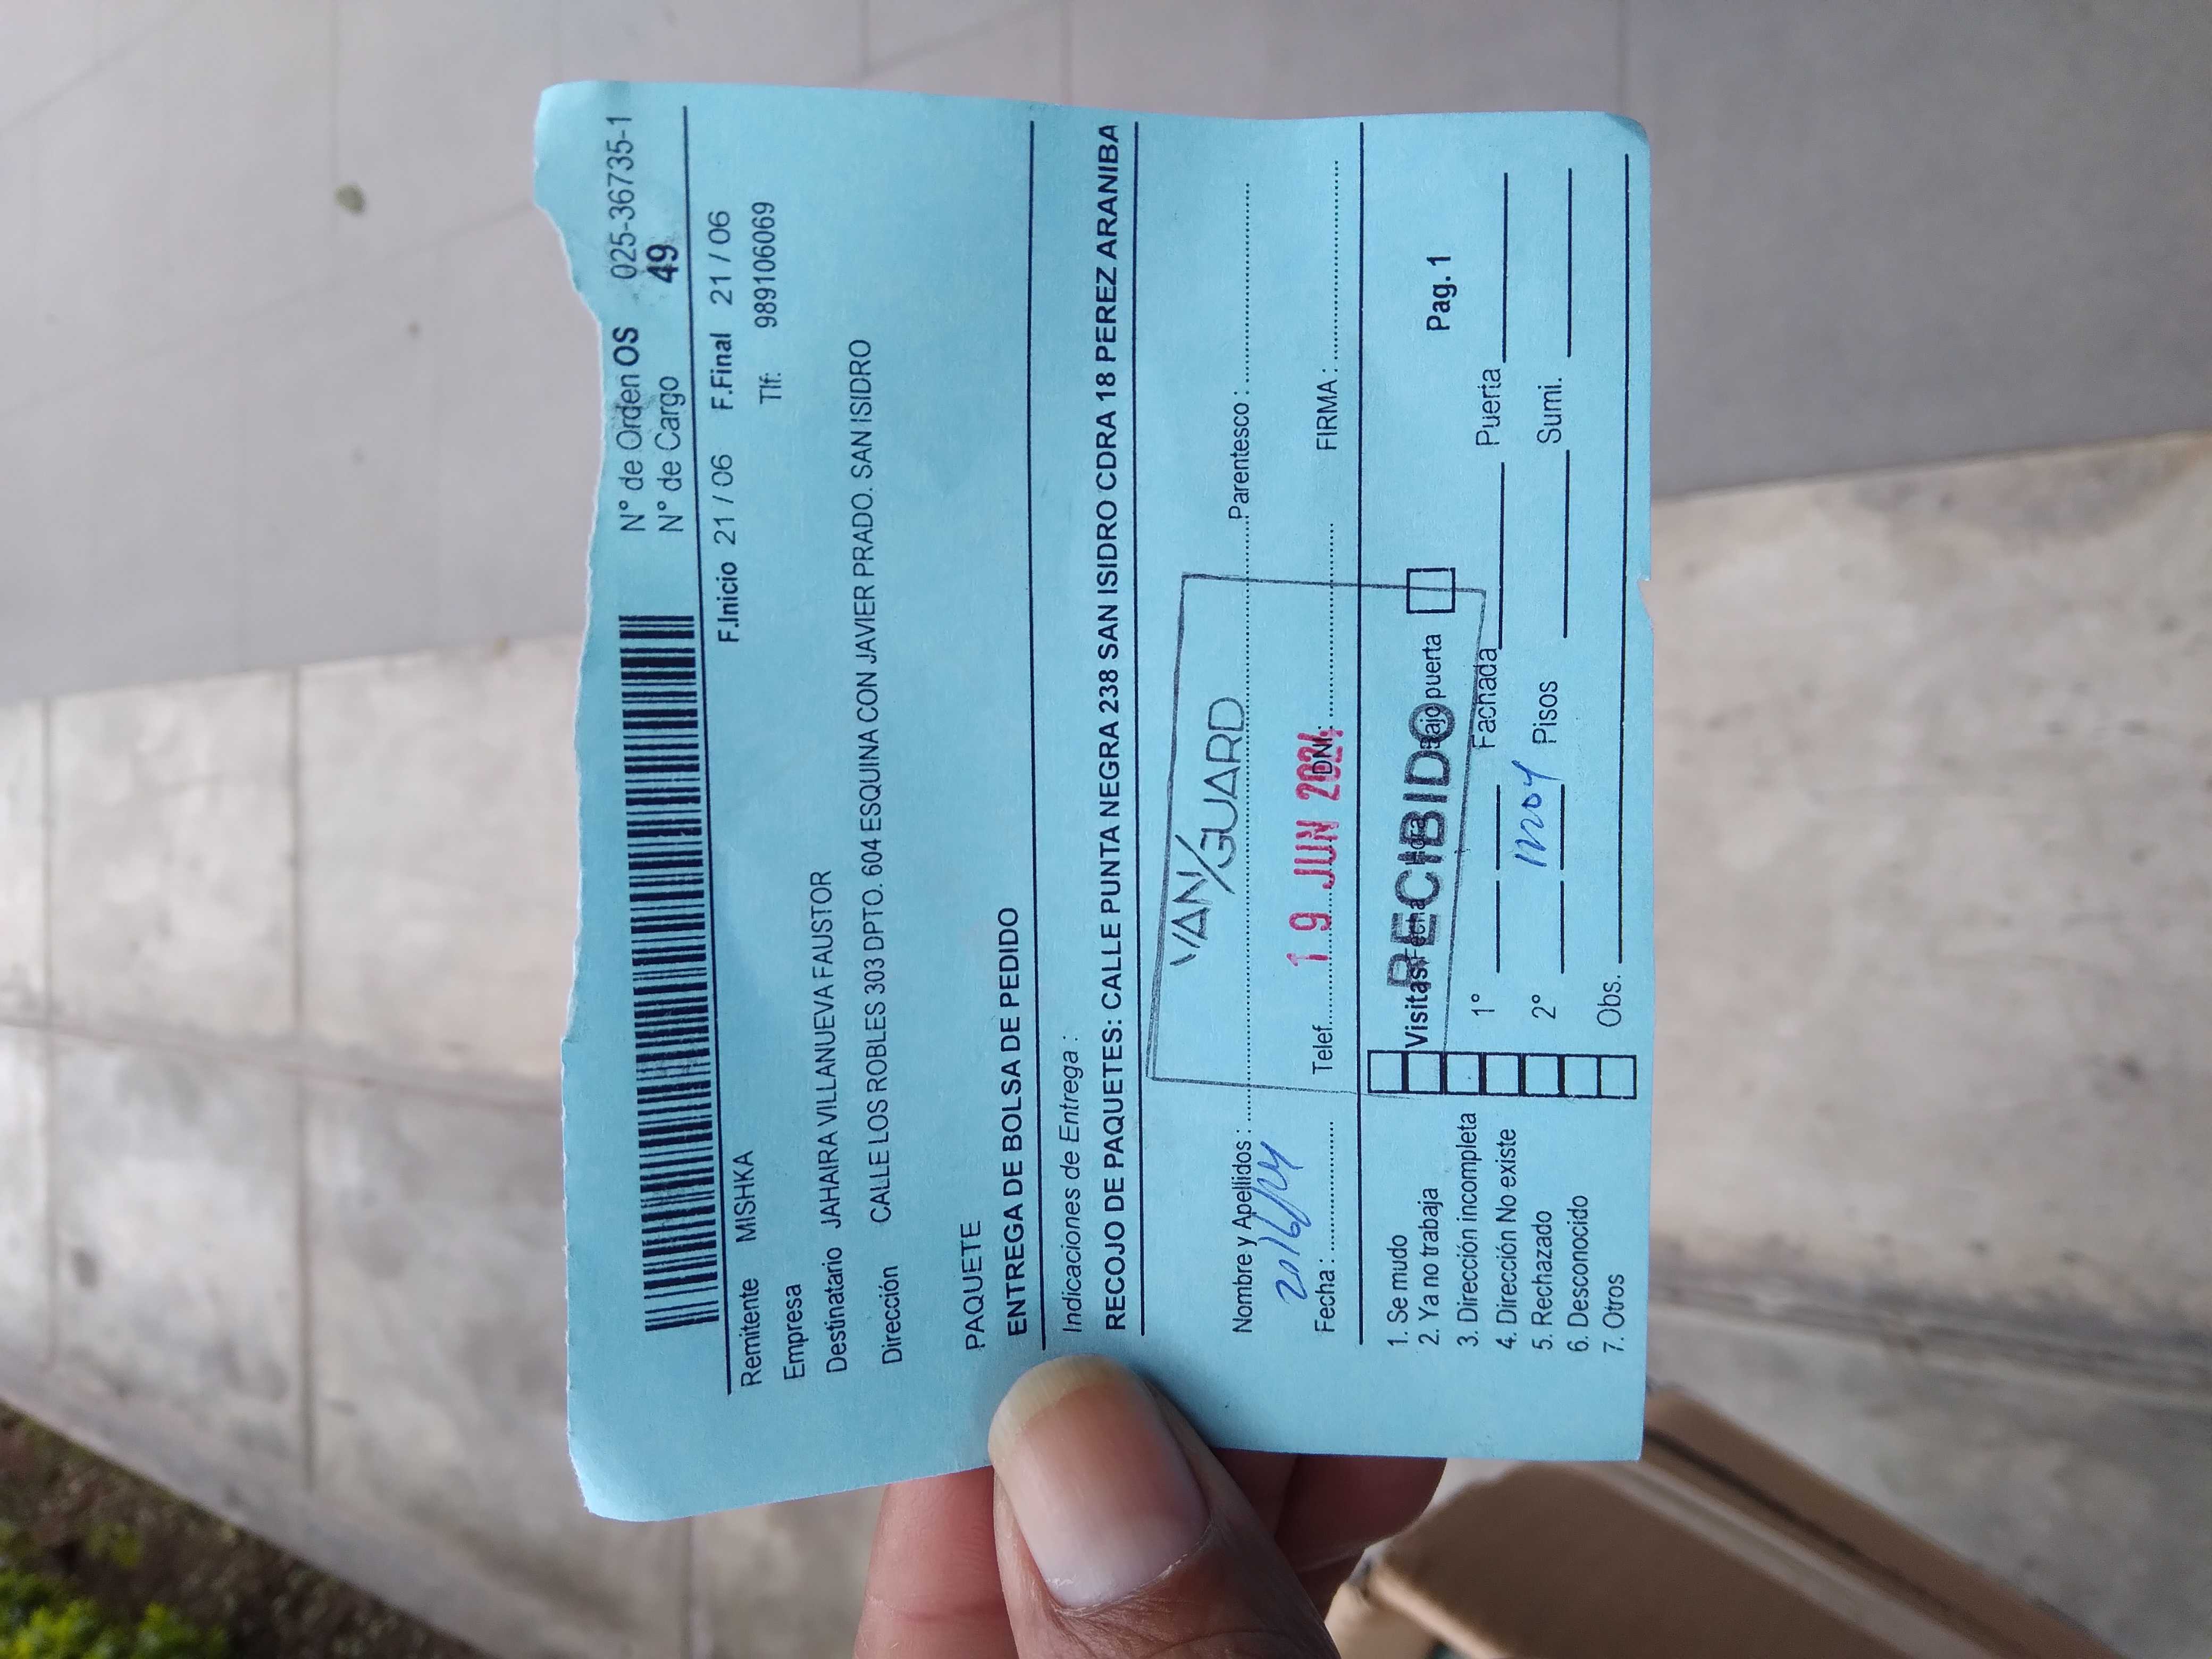 N° de Orden OS 025-36735-1
N° de Cargo 49
F.Inicio 21 / 06 F.Final 21 / 06
Remitente MISHKA
Tlf: 989106069
Empresa
Destinatario JAHAIRA VILLANUEVA FAUSTOR
Dirección CALLE LOS ROBLES 303 DPTO. 604 ESQUINA CON JAVIER PRADO. SAN ISIDRO
PAQUETE
ENTREGA DE BOLSA DE PEDIDO
Indicaciones de Entrega :
RECOJO DE PAQUETES: CALLE PUNTA NEGRA 238 SAN ISIDRO CDRA 18 PEREZ ARANIBA
VAN/GUARD
Nombre y Apellidos : Parentesco :
19 JUN 2024
Fecha : Telef. DNI : FIRMA :
RECIBIDO
1. Se mudo
2. Ya no trabaja Visitas Fecha Bajo puerta Pag. 1
3. Dirección incompleta
1° Fachada Puerta
4. Dirección No existe
5. Rechazado
2° Pisos Sumi.
6. Desconocido
7. Otros Obs.